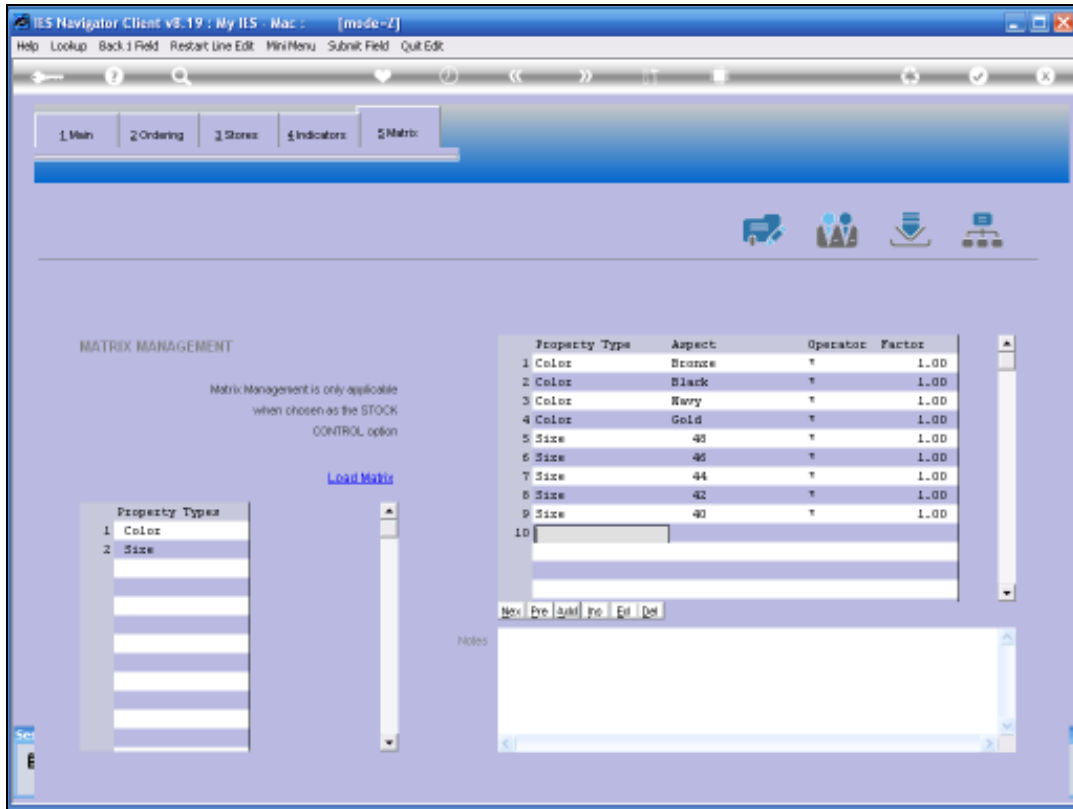 IES Navigator Client v8.19 : My IES - Mac : [mode=Z]
Help Lookup Back 1 Field Restart Line Edit MiniMenu Submit Field Quit Edit
1 Main 2 Ordering 3 Stores 4 Indicators 5 Matrix
MATRIX MANAGEMENT
Matrix Management is only applicable
when chosen as the STOCK
CONTROL option
Load Matrix
Property Types
1 Color
2 Size
Property Type Aspect Operator Factor
1 Color Bronze * 1.00
2 Color Black * 1.00
3 Color Navy * 1.00
4 Color Gold * 1.00
5 Size 48 * 1.00
6 Size 46 * 1.00
7 Size 44 * 1.00
8 Size 42 * 1.00
9 Size 40 * 1.00
10
Nex Pre Add Ins Del
Notes